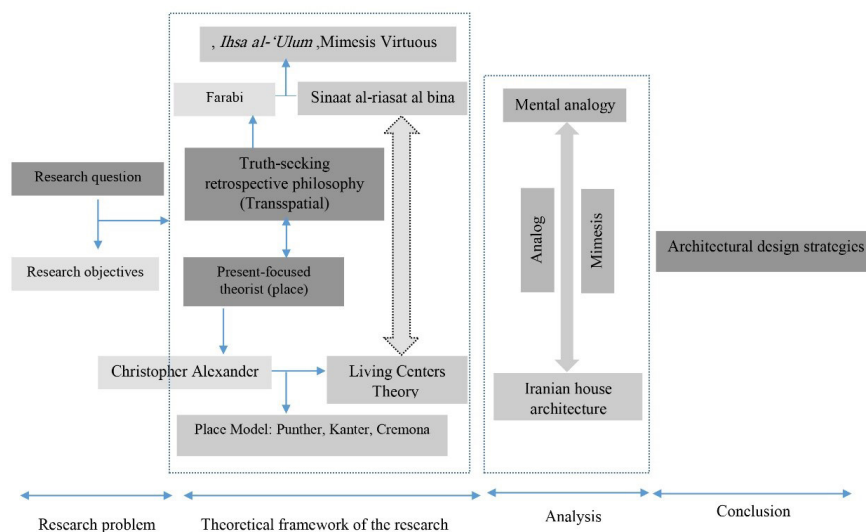 , Ihsa al-‘Ulum ,Mimesis Virtuous
Farabi
Sinaat al-riasat al bina
Mental analogy
Research question
Truth-seeking
retrospective philosophy
(Transspatial)
Analog
Mimesis
Architectural design strategies
Research objectives
Present-focused
theorist (place)
Christopher Alexander
Living Centers
Theory
Iranian house
architecture
Place Model: Punther, Kanter, Cremona
Research problem
Theoretical framework of the research
Analysis
Conclusion